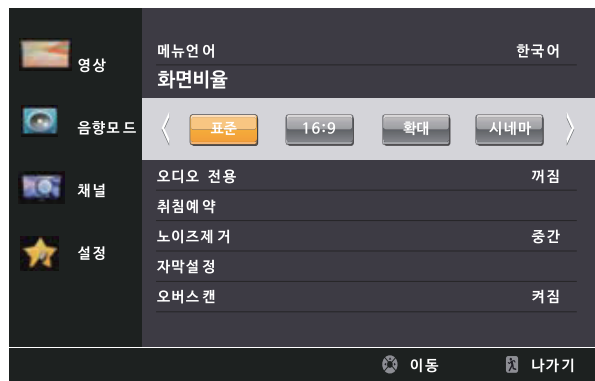 영상
음향모드
채널
설정
메뉴언어 한국어
화면비율
표준 16:9 확대 시네마
오디오 전용 꺼짐
취침예약
노이즈제거 중간
자막설정
오버스캔 켜짐
이동 나가기